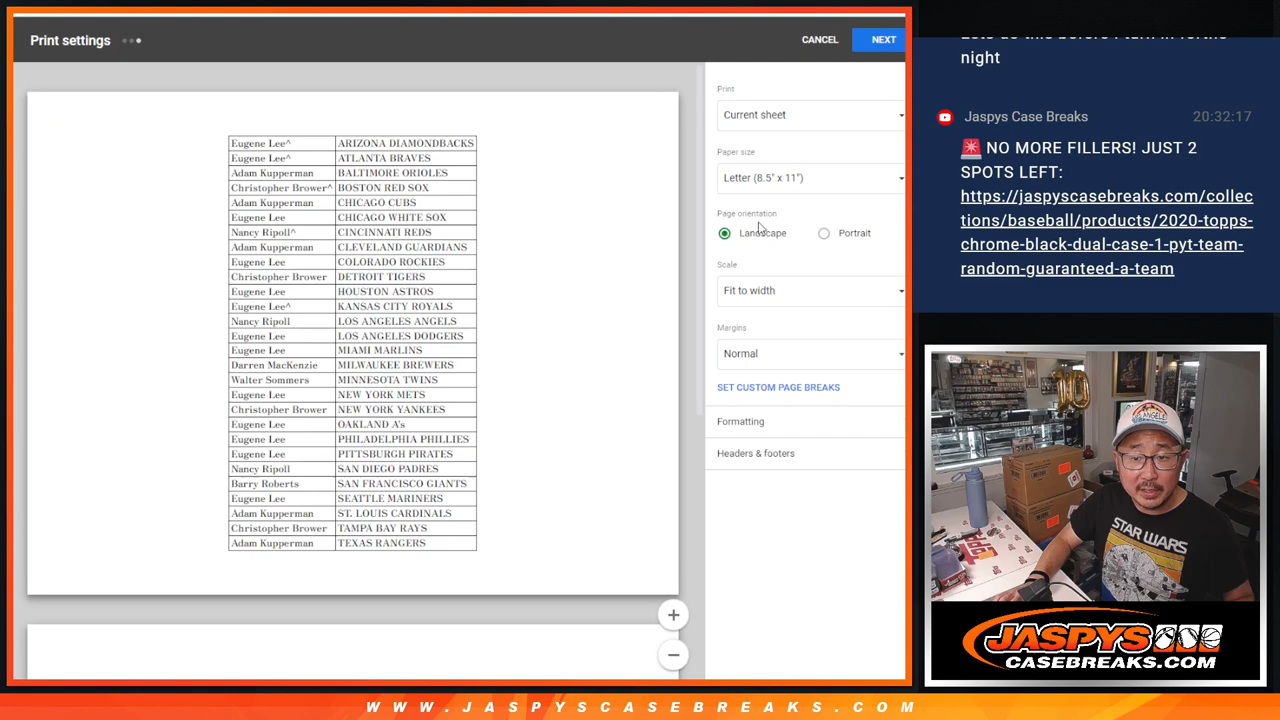 Print settings
CANCEL
NEXT
Eugene Lee^ ARIZONA DIAMONDBACKS
Eugene Lee^ ATLANTA BRAVES
Adam Kupperman BALTIMORE ORIOLES
Christopher Brower^ BOSTON RED SOX
Adam Kupperman CHICAGO CUBS
Eugene Lee CHICAGO WHITE SOX
Nancy Ripoll^ CINCINNATI REDS
Adam Kupperman CLEVELAND GUARDIANS
Eugene Lee COLORADO ROCKIES
Christopher Brower DETROIT TIGERS
Eugene Lee HOUSTON ASTROS
Eugene Lee^ KANSAS CITY ROYALS
Nancy Ripoll LOS ANGELES ANGELS
Eugene Lee LOS ANGELES DODGERS
Eugene Lee MIAMI MARLINS
Darren MacKenzie MILWAUKEE BREWERS
Walter Sommers MINNESOTA TWINS
Eugene Lee NEW YORK METS
Christopher Brower NEW YORK YANKEES
Eugene Lee OAKLAND A's
Eugene Lee PHILADELPHIA PHILLIES
Eugene Lee PITTSBURGH PIRATES
Nancy Ripoll SAN DIEGO PADRES
Barry Roberts SAN FRANCISCO GIANTS
Eugene Lee SEATTLE MARINERS
Adam Kupperman ST. LOUIS CARDINALS
Christopher Brower TAMPA BAY RAYS
Adam Kupperman TEXAS RANGERS
Print
Current sheet
Paper size
Letter (8.5" x 11")
Page orientation
Landscape Portrait
Scale
Fit to width
Margins
Normal
SET CUSTOM PAGE BREAKS
Formatting
Headers & footers
night
Jaspys Case Breaks 20:32:17
🚨 NO MORE FILLERS! JUST 2
SPOTS LEFT:
https://jaspyscasebreaks.com/collec
tions/baseball/products/2020-topps-
chrome-black-dual-case-1-pyt-team-
random-guaranteed-a-team
10
ANGELS
STAR WARS
JASPYS
CASEBREAKS.COM
WWW.JASPYSCASEBREAKS.COM